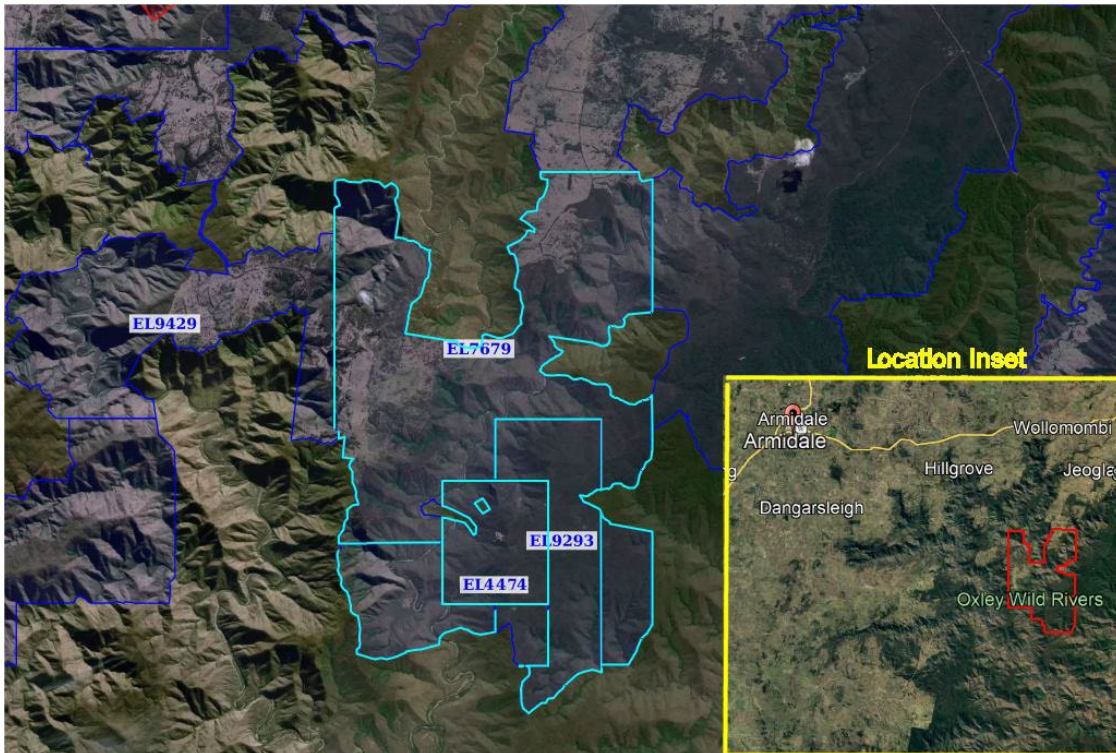 EL9429
EL7679
EL9293
EL4474
Location Inset
Armidale
Armidale
Wollomombi
Hillgrove
Jeogla
g
Dangarsleigh
Oxley Wild Rivers